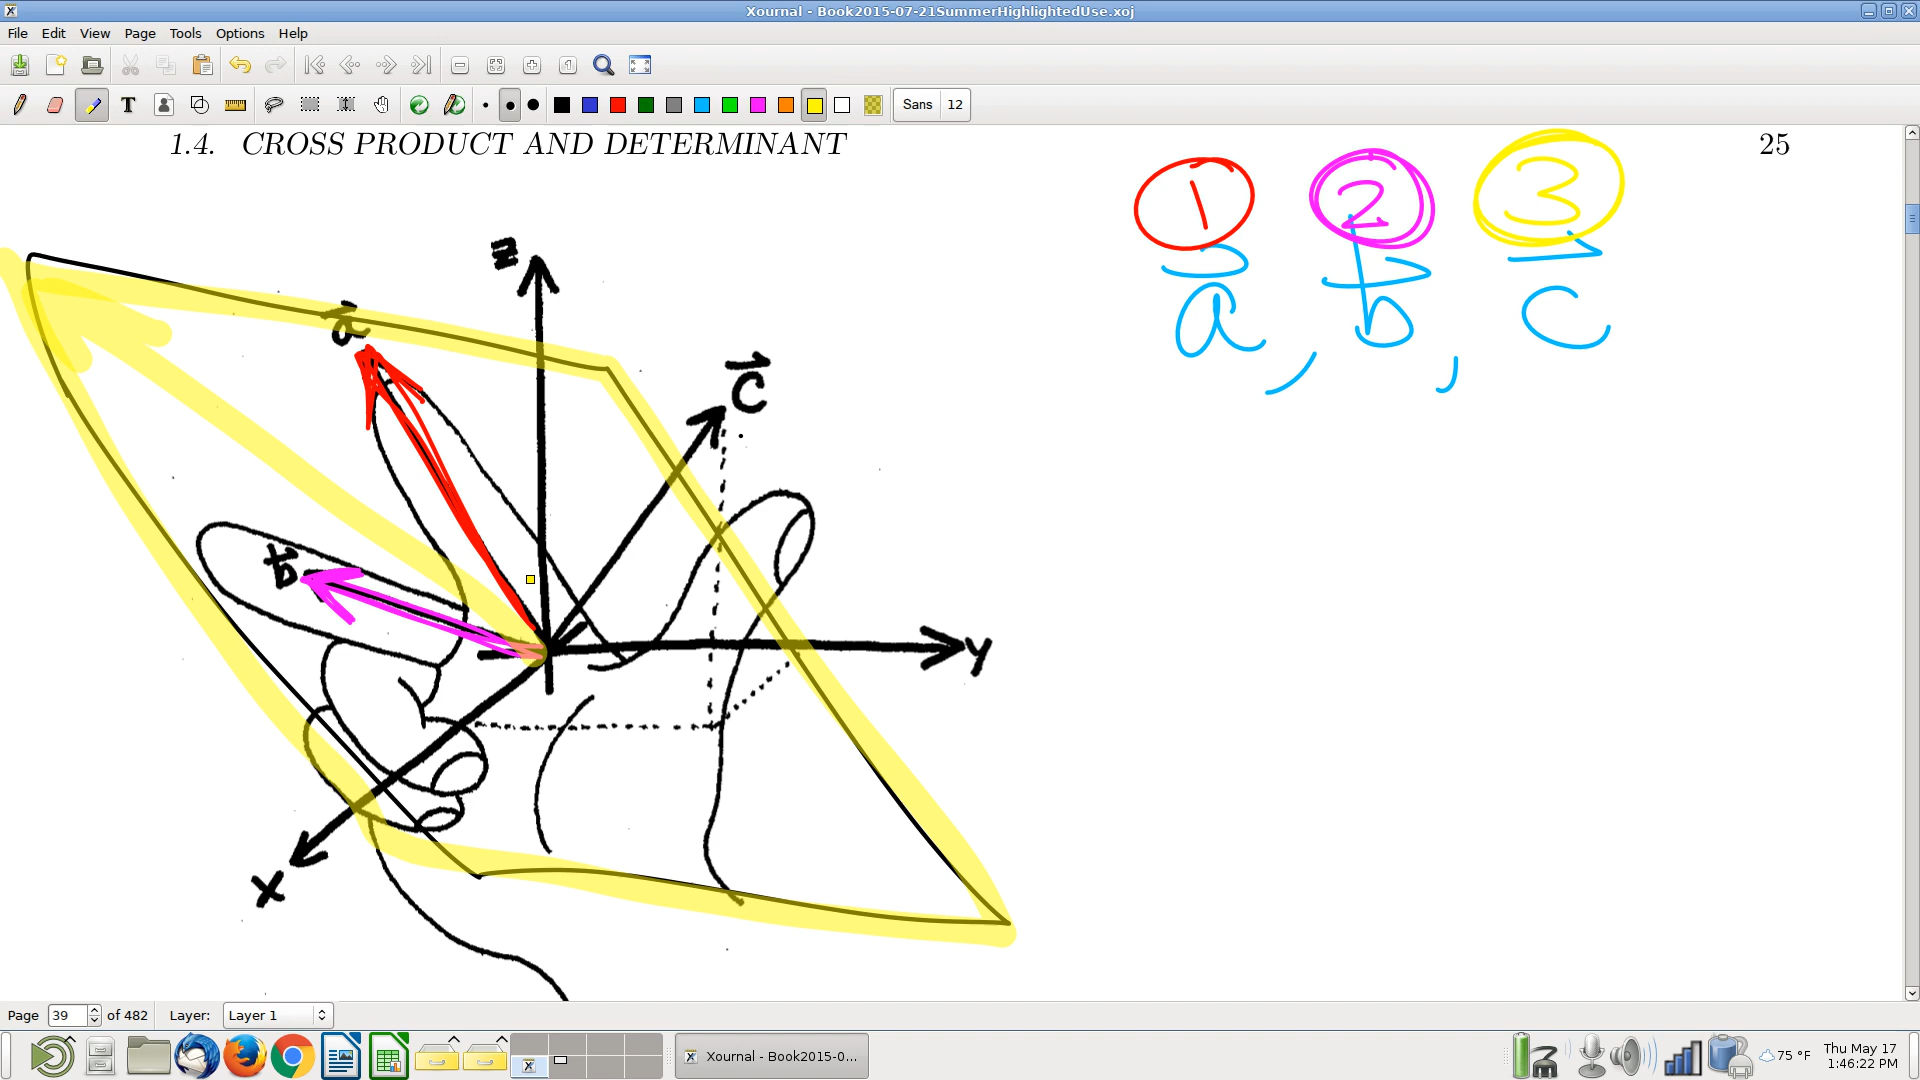 Xournal - Book2015-07-21SummerHighlightedUse.xoj
File Edit View Page Tools Options Help
Sans 12
1.4. CROSS PRODUCT AND DETERMINANT 25
1 2 3
a⃗ , b⃗ , c⃗
z
a⃗
c⃗
b⃗
y
x
Page 39 of 482 Layer: Layer 1
Xournal - Book2015-0...
75 °F
Thu May 17
1:46:22 PM